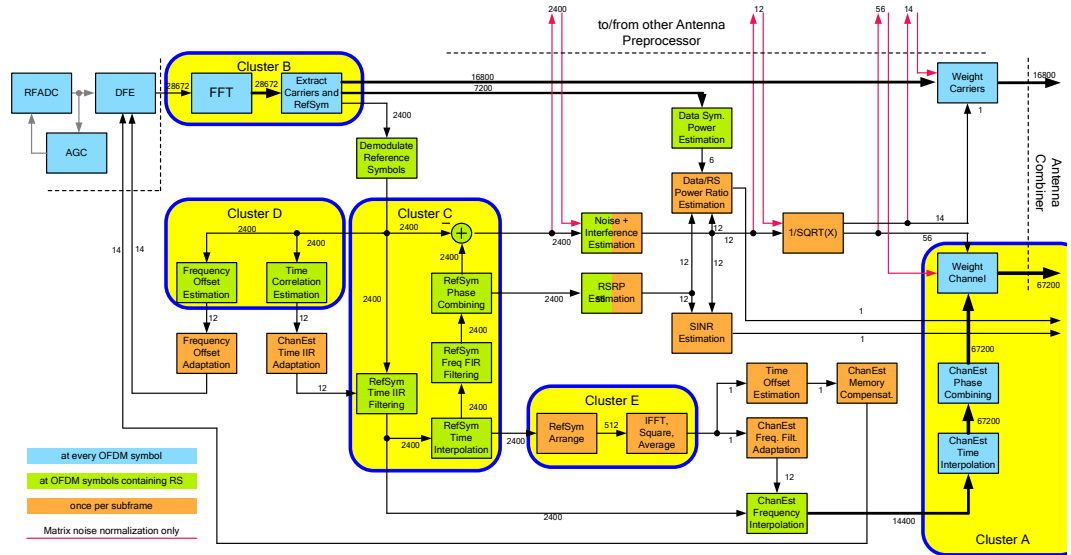 2400
12
56
14
to/from other Antenna
Preprocessor
Cluster B
RFADC
DFE
AGC
28672
FFT
28672
Extract
Carriers and
RefSym
16800
7200
Weight
Carriers
16800
1
2400
Demodulate
Reference
Symbols
Data Sym.
Power
Estimation
6
Data/RS
Power Ratio
Estimation
Antenna
Combiner
Cluster D
2400
2400
14
14
Frequency
Offset
Estimation
Time
Correlation
Estimation
12
12
Frequency
Offset
Adaptation
ChanEst
Time IIR
Adaptation
12
Cluster C
2400
–
+
2400
2400
Noise +
Interference
Estimation
12
12
1/SQRT(X)
14
56
RefSym
Phase
Combining
2400
RSRP
Estimation
12
12
12
SINR
Estimation
1
1
2400
2400
RefSym
Freq FIR
Filtering
2400
RefSym
Time IIR
Filtering
2400
RefSym
Time
Interpolation
2400
Cluster E
RefSym
Arrange
512
IFFT,
Square,
Average
1
1
Time
Offset
Estimation
1
ChanEst
Memory
Compensat.
ChanEst
Freq. Filt.
Adaptation
12
ChanEst
Frequency
Interpolation
2400
14400
Weight
Channel
67200
67200
ChanEst
Phase
Combining
67200
ChanEst
Time
Interpolation
Cluster A
at every OFDM symbol
at OFDM symbols containing RS
once per subframe
Matrix noise normalization only